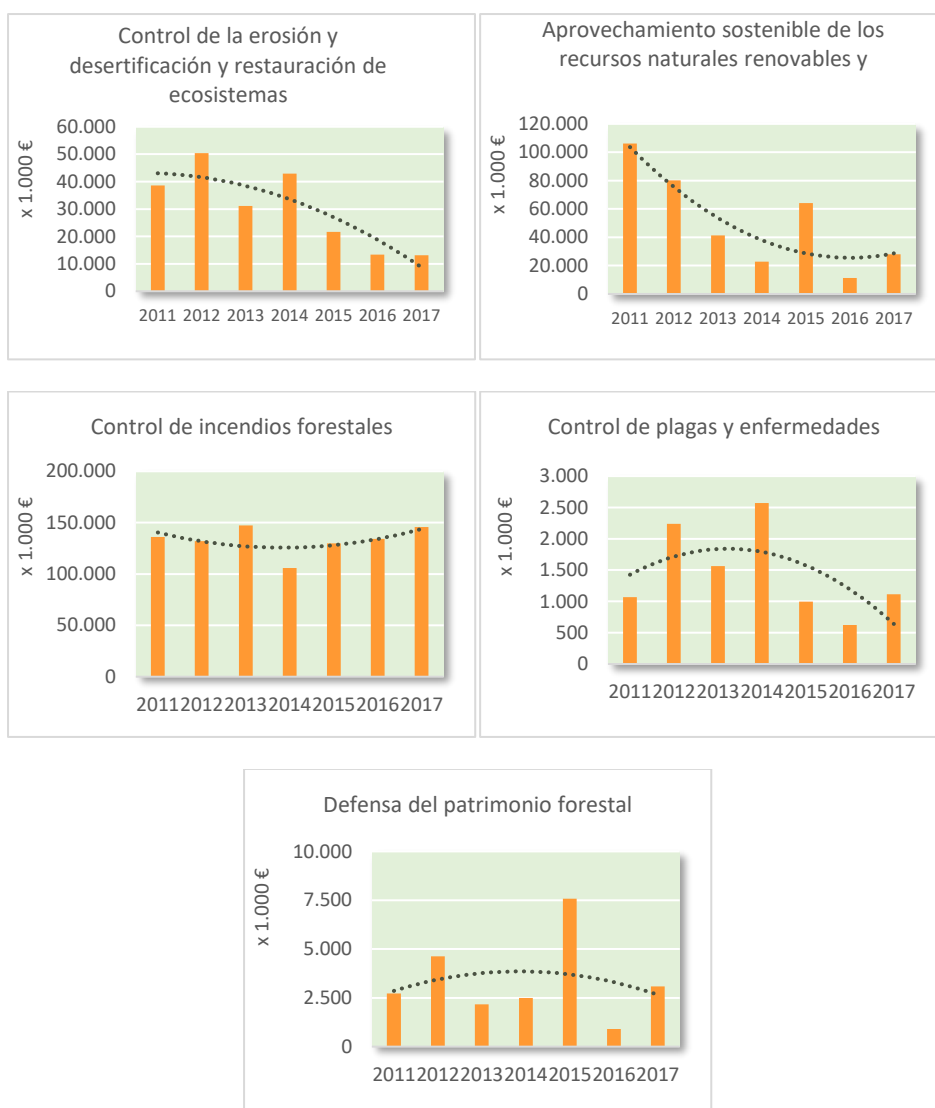 Control de la erosión y
desertificación y restauración de
ecosistemas
x 1.000 €
60.000
50.000
40.000
30.000
20.000
10.000
0
2011 2012 2013 2014 2015 2016 2017
Aprovechamiento sostenible de los
recursos naturales renovables y
x 1.000 €
120.000
100.000
80.000
60.000
40.000
20.000
0
2011 2012 2013 2014 2015 2016 2017
Control de incendios forestales
x 1.000 €
200.000
150.000
100.000
50.000
0
2011201220132014201520162017
Control de plagas y enfermedades
x 1.000 €
3.000
2.500
2.000
1.500
1.000
500
0
2011201220132014201520162017
Defensa del patrimonio forestal
x 1.000 €
10.000
7.500
5.000
2.500
0
2011201220132014201520162017